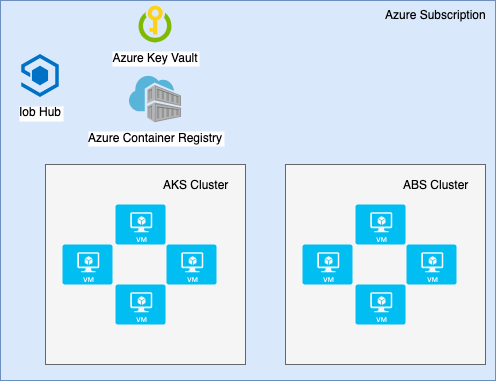 Azure Subscription
Azure Key Vault
Iob Hub
Azure Container Registry
AKS Cluster
ABS Cluster
VM
VM
VM
VM
VM
VM
VM
VM